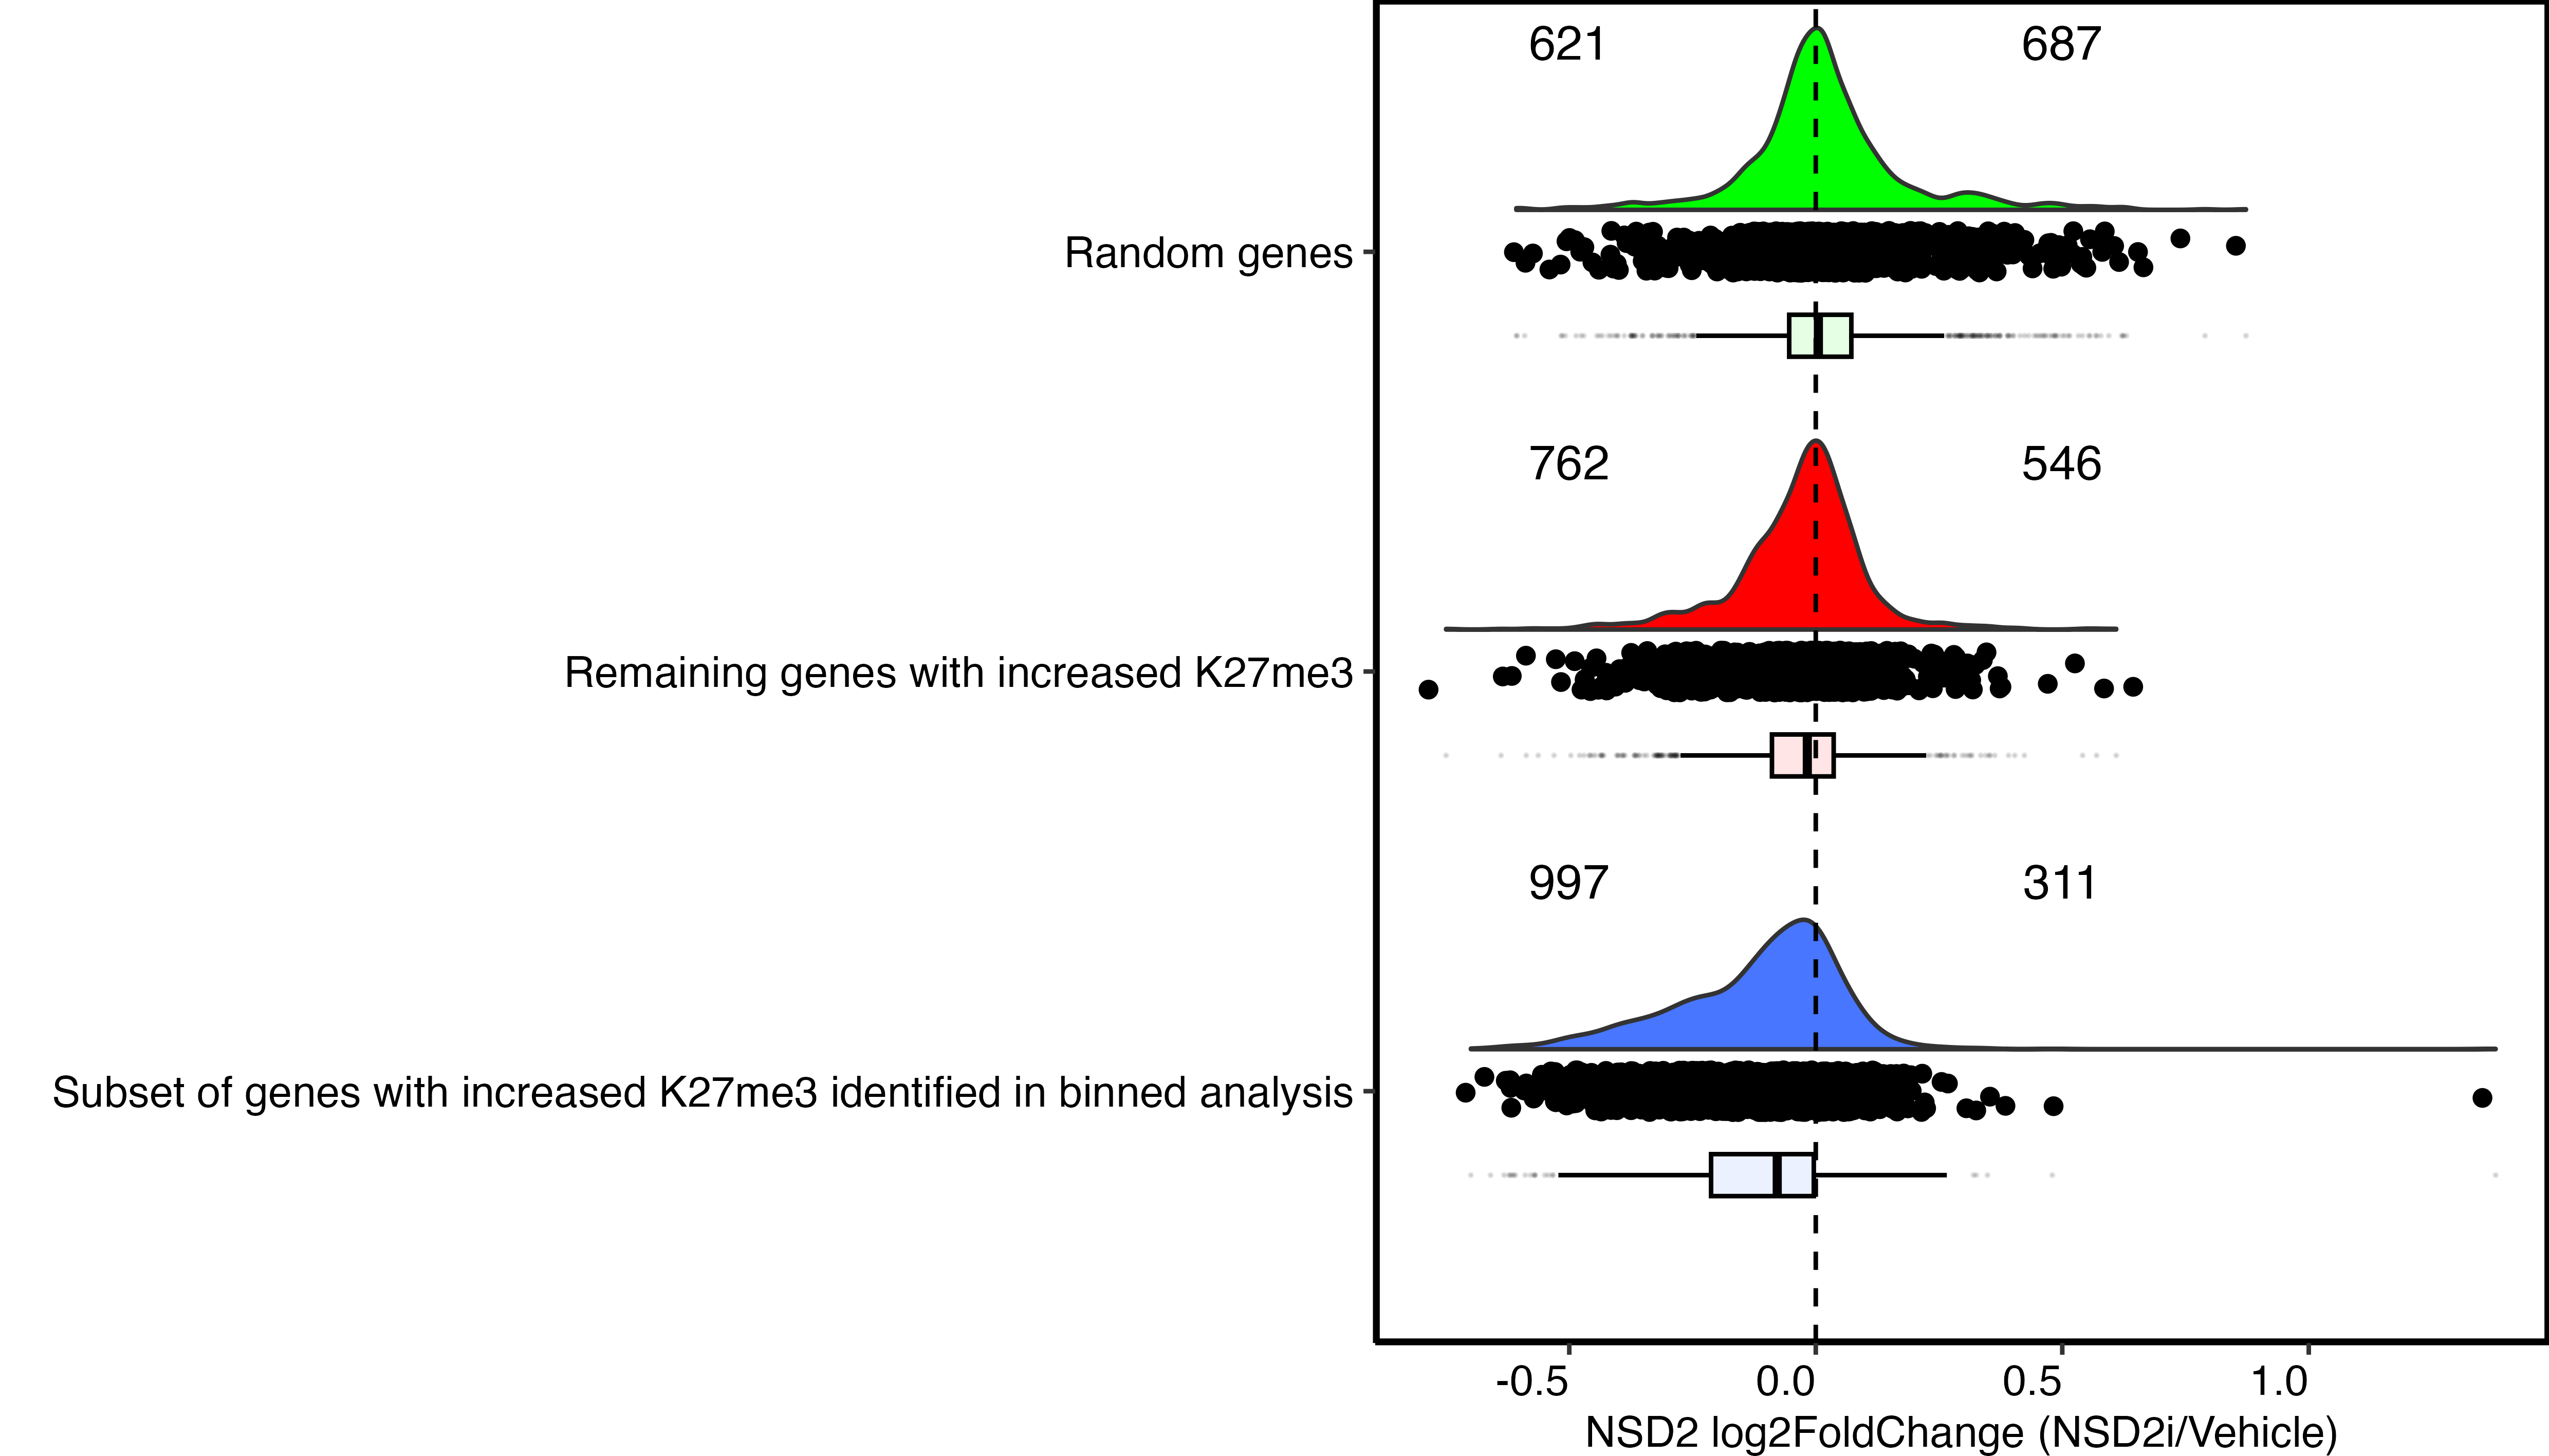 621 687
Random genes
762 546
Remaining genes with increased K27me3
997 311
Subset of genes with increased K27me3 identified in binned analysis
-0.5 0.0 0.5 1.0
NSD2 log2FoldChange (NSD2i/Vehicle)